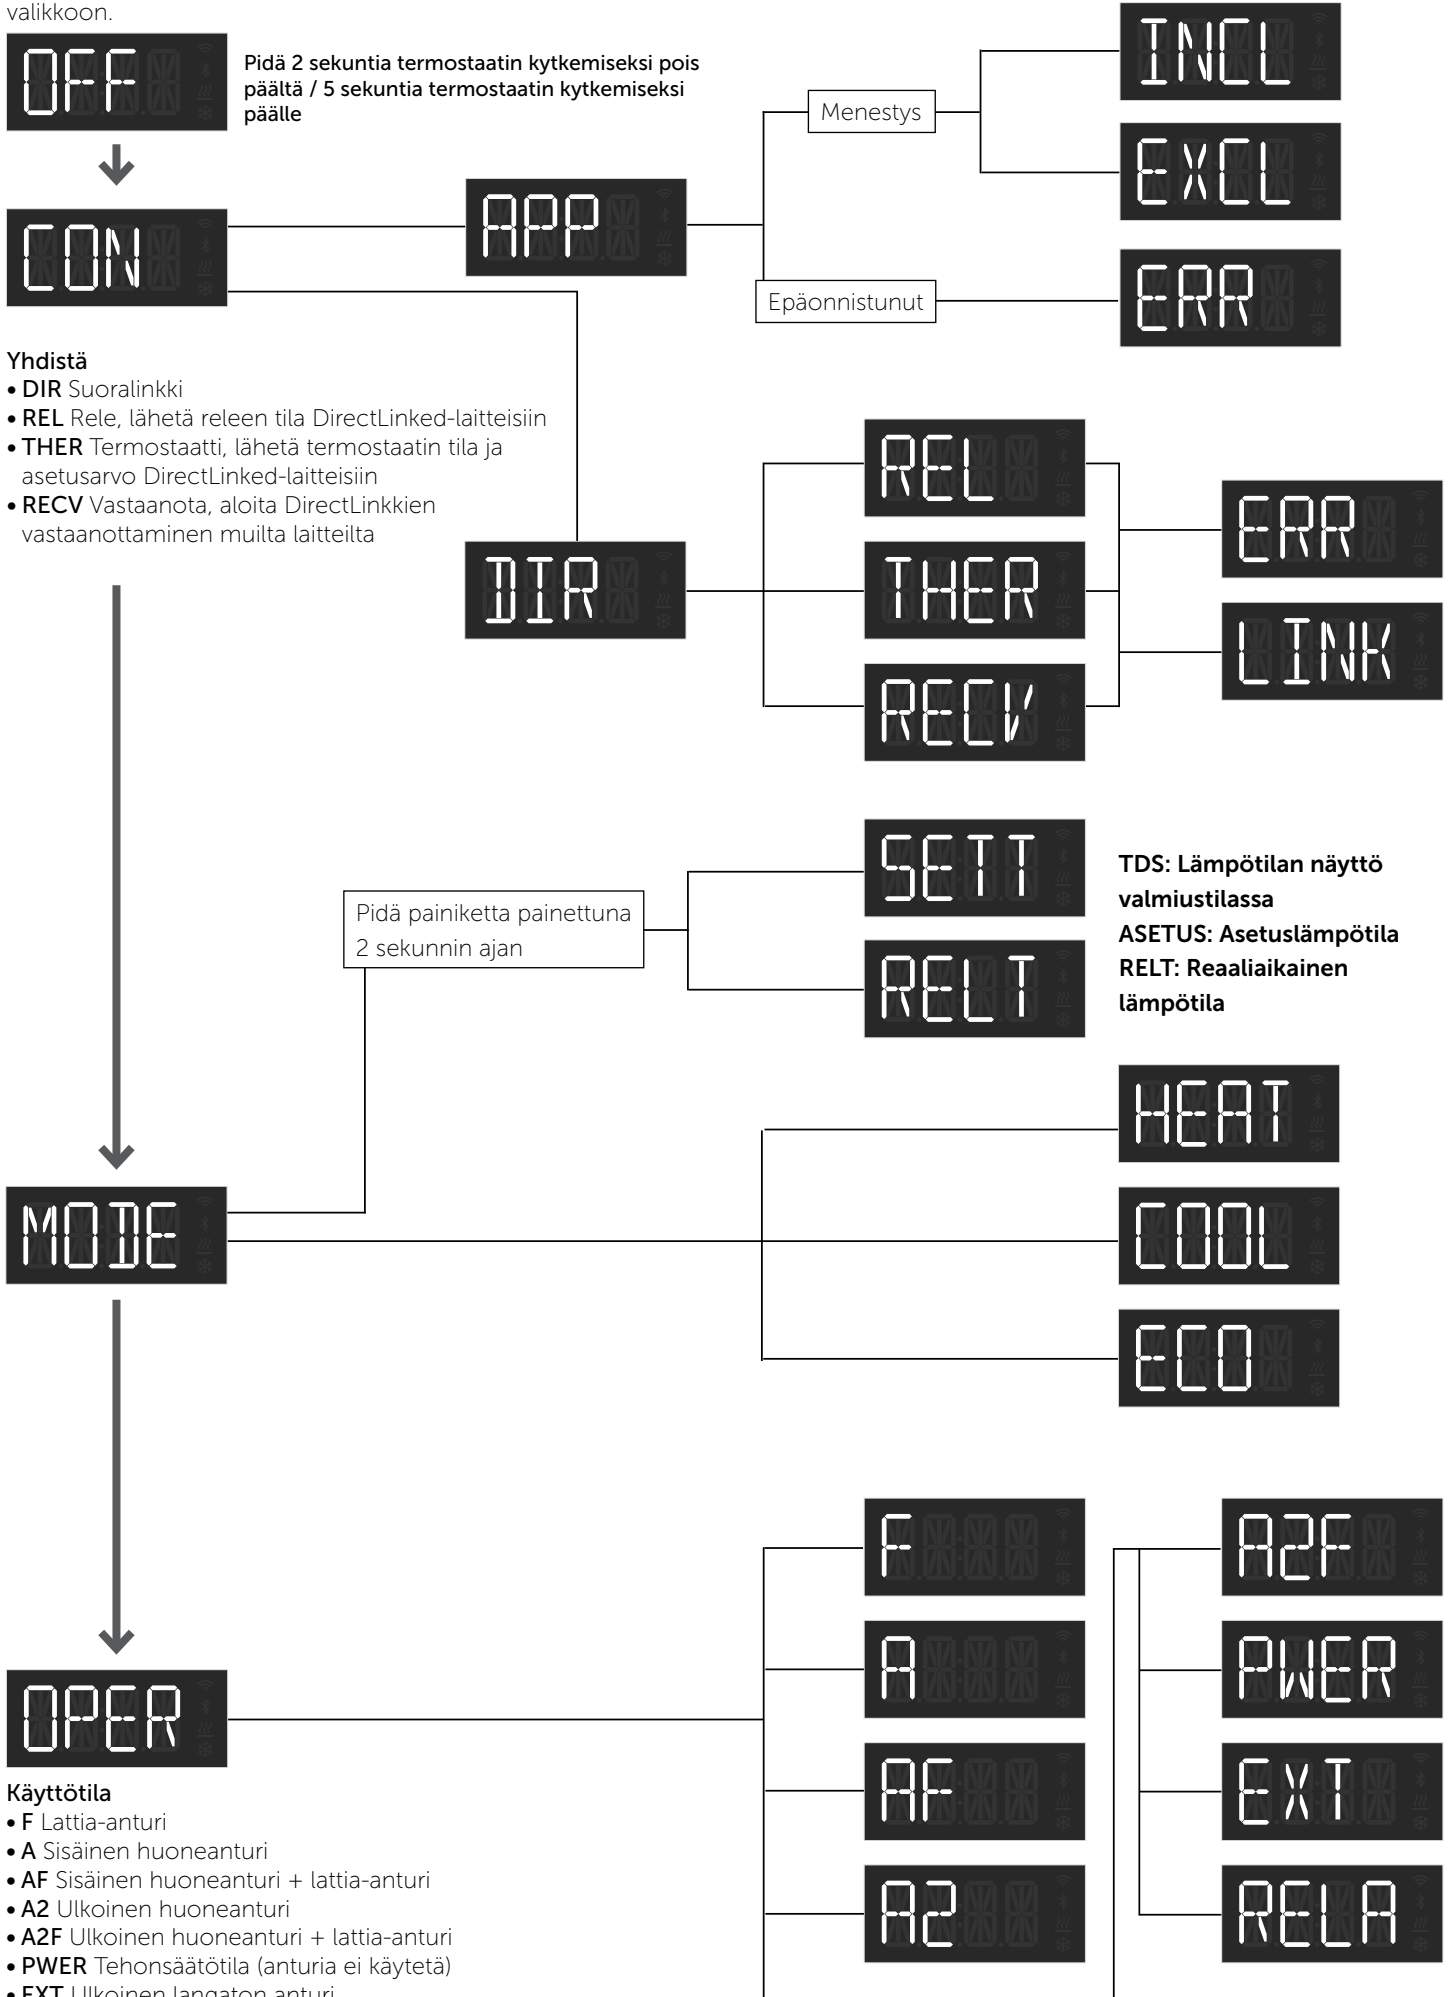 valikkoon.
OFF
Pidä 2 sekuntia termostaatin kytkemiseksi pois
päältä / 5 sekuntia termostaatin kytkemiseksi
päälle
CON
APP
Menestys
INCL
EXCL
Epäonnistunut
ERR
Yhdistä
• DIR Suoralinkki
• REL Rele, lähetä releen tila DirectLinked-laitteisiin
• THER Termostaatti, lähetä termostaatin tila ja
asetusarvo DirectLinked-laitteisiin
• RECV Vastaanota, aloita DirectLinkkien
vastaanottaminen muilta laitteilta
DIR
REL
THER
RECV
ERR
LINK
Pidä painiketta painettuna
2 sekunnin ajan
SETT
RELT
TDS: Lämpötilan näyttö
valmiustilassa
ASETUS: Asetuslämpötila
RELT: Reaaliaikainen
lämpötila
MODE
HEAT
COOL
ECO
OPER
F
A
AF
A2
A2F
PWER
EXT
RELA
Käyttötila
• F Lattia-anturi
• A Sisäinen huoneanturi
• AF Sisäinen huoneanturi + lattia-anturi
• A2 Ulkoinen huoneanturi
• A2F Ulkoinen huoneanturi + lattia-anturi
• PWER Tehonsäätötila (anturia ei käytetä)
• EXT Ulkoinen langaton anturi